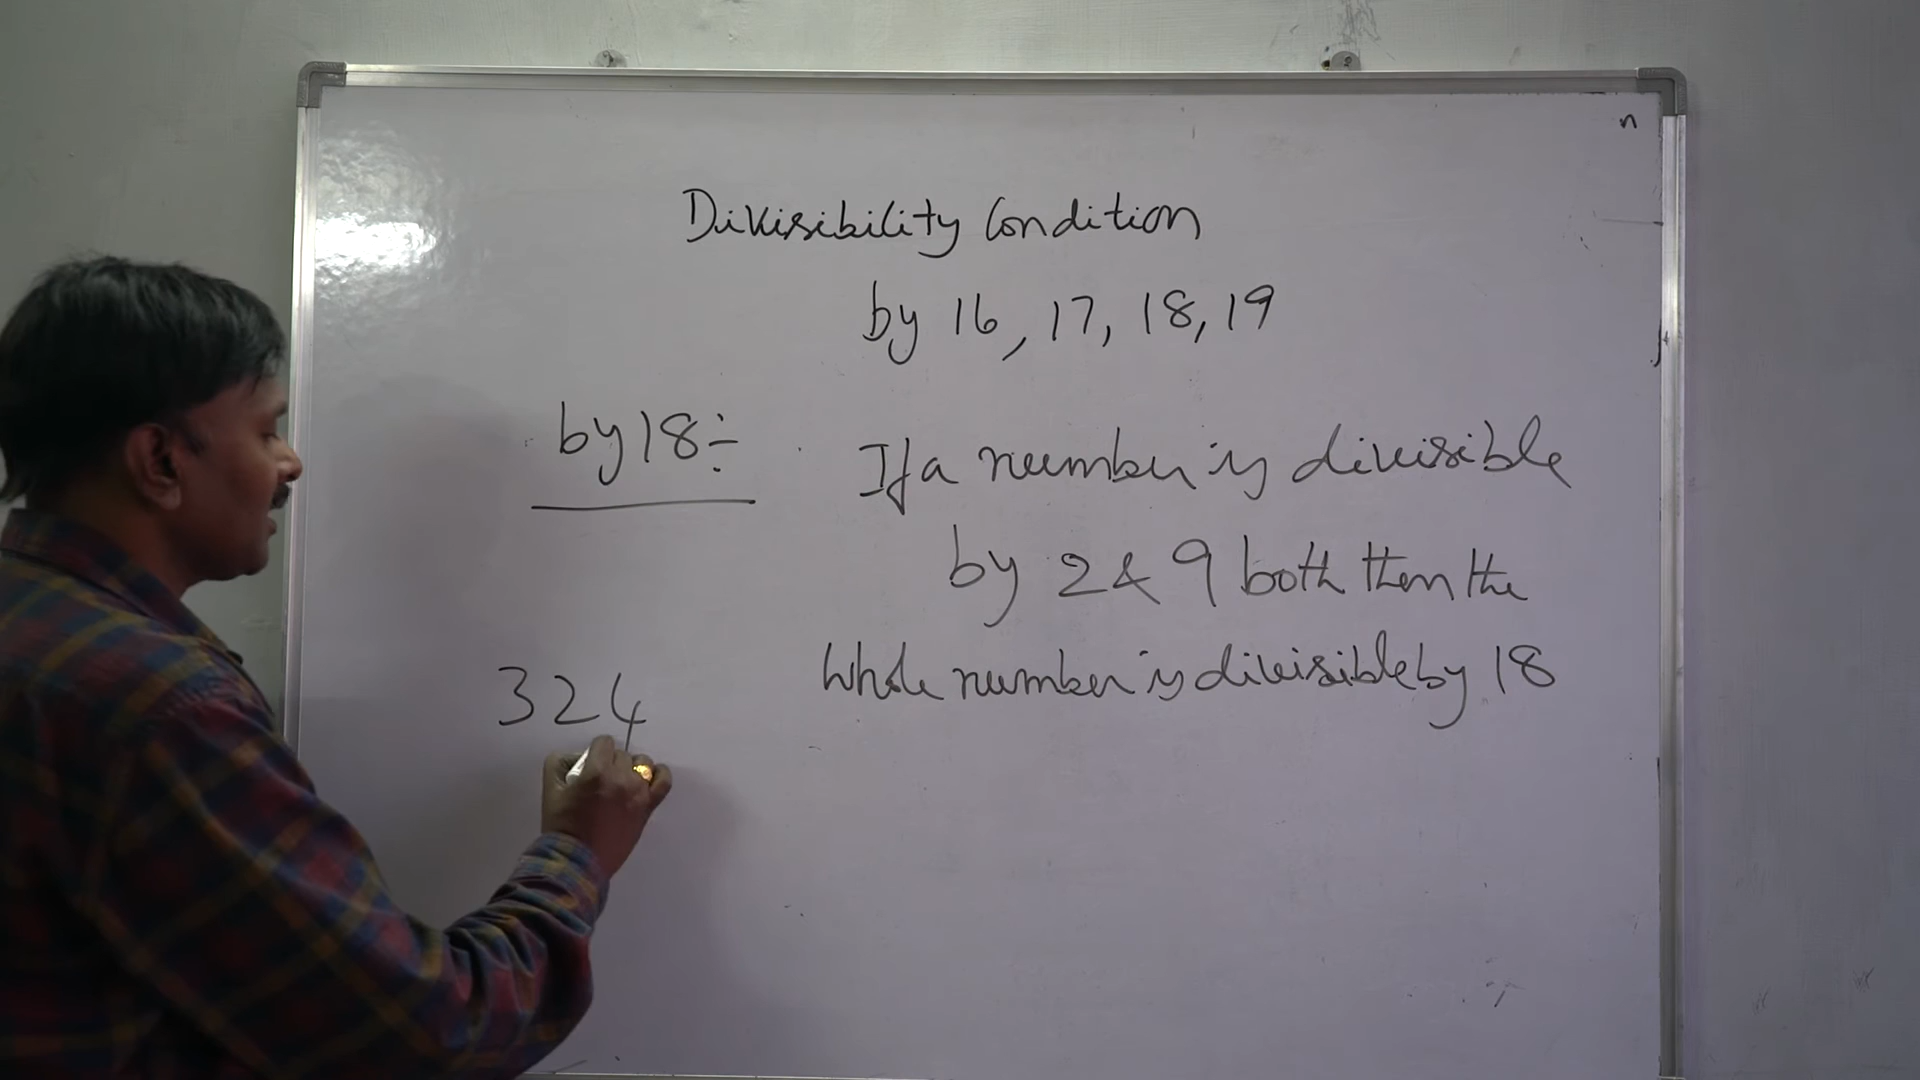 n
Divisibility Condition
by 16, 17, 18, 19
by 18 ÷
If a number is divisible
by 2 & 9 both then the
Whole number is divisible by 18
324